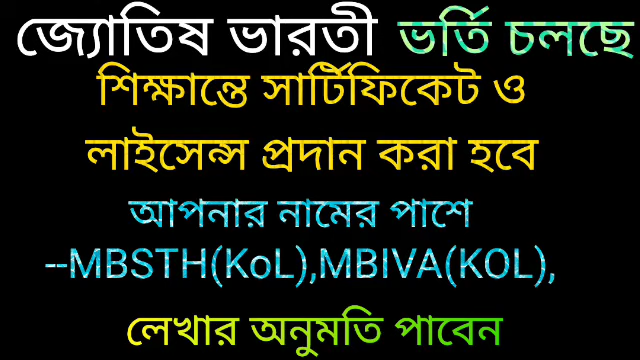 জ্যোতিষ ভারতী ভর্তি চলছে
শিক্ষান্তে সার্টিফিকেট ও
লাইসেন্স প্রদান করা হবে
আপনার নামের পাশে
--MBSTH(KoL),MBIVA(KOL),
লেখার অনুমতি পাবেন